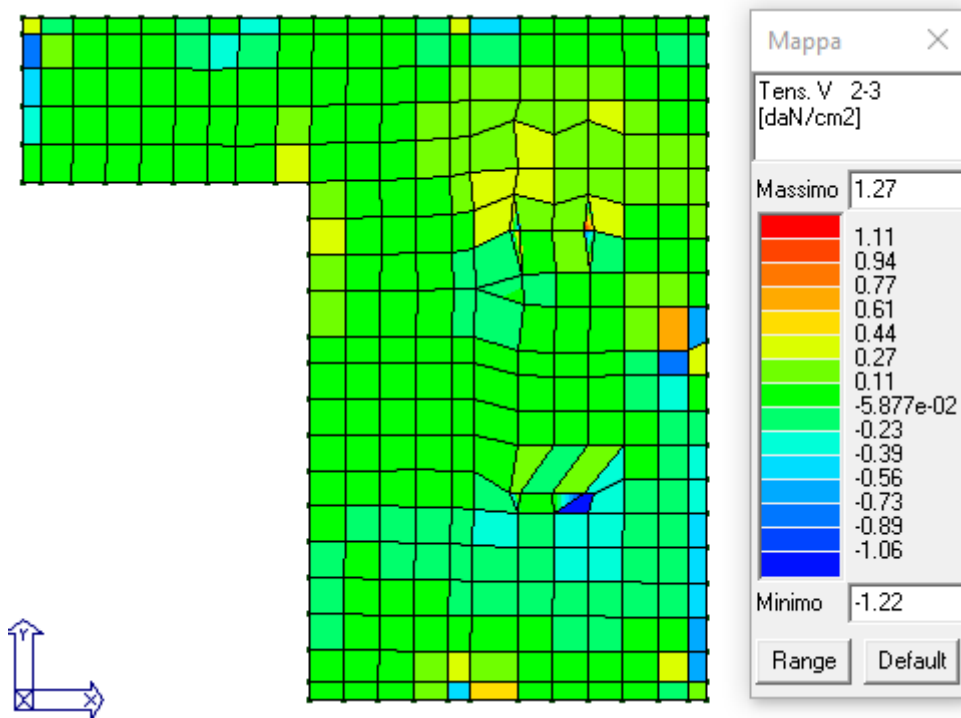 Mappa
Tens. V 2-3
[daN/cm2]
Massimo 1.27
1.11
0.94
0.77
0.61
0.44
0.27
0.11
-5.877e-02
-0.23
-0.39
-0.56
-0.73
-0.89
-1.06
Minimo -1.22
Range Default
Y
X